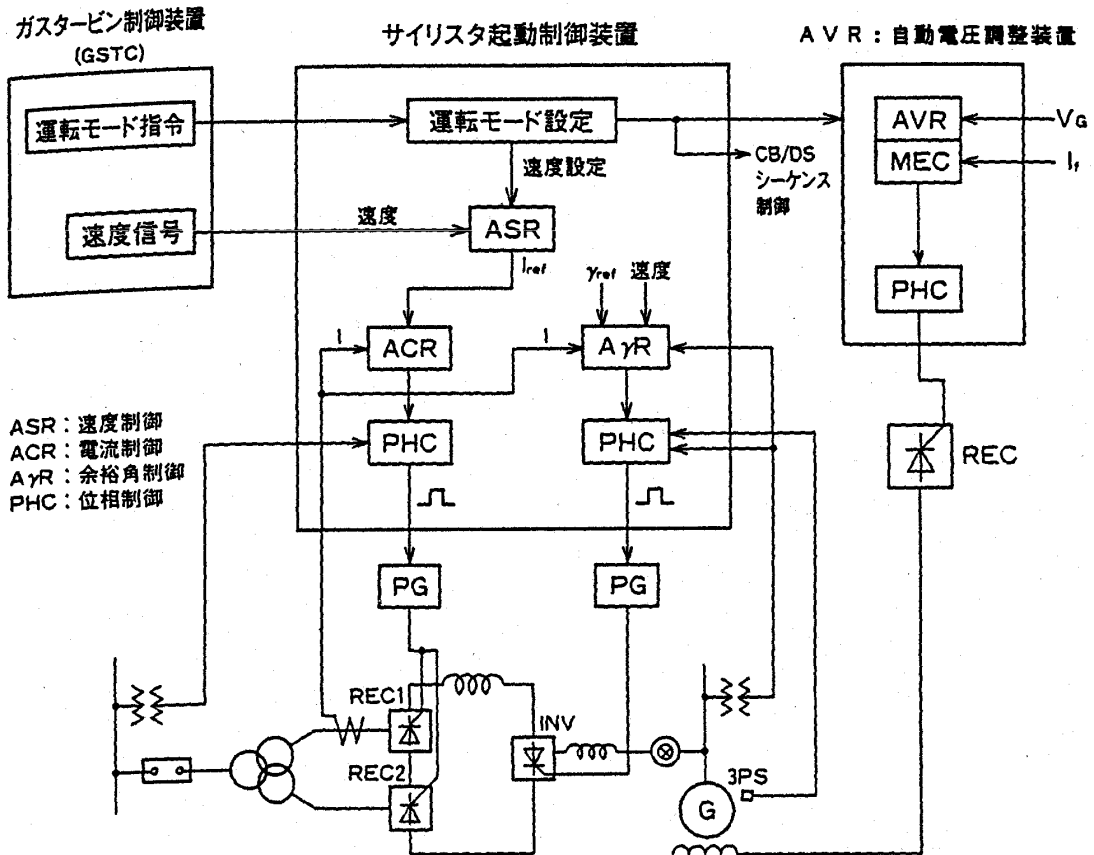 ガスタービン制御装置
(GSTC)
サイリスタ起動制御装置
AVR：自動電圧調整装置
運転モード指令
運転モード設定
AVR
VG
MEC
If
CB/DS
シーケンス
制御
速度設定
速度信号
速度
ASR
Iref
γref
速度
PHC
I
ACR
I
AγR
ASR：速度制御
ACR：電流制御
AγR：余裕角制御
PHC：位相制御
PHC
PHC
REC
PG
PG
REC1
INV
REC2
3PS
G